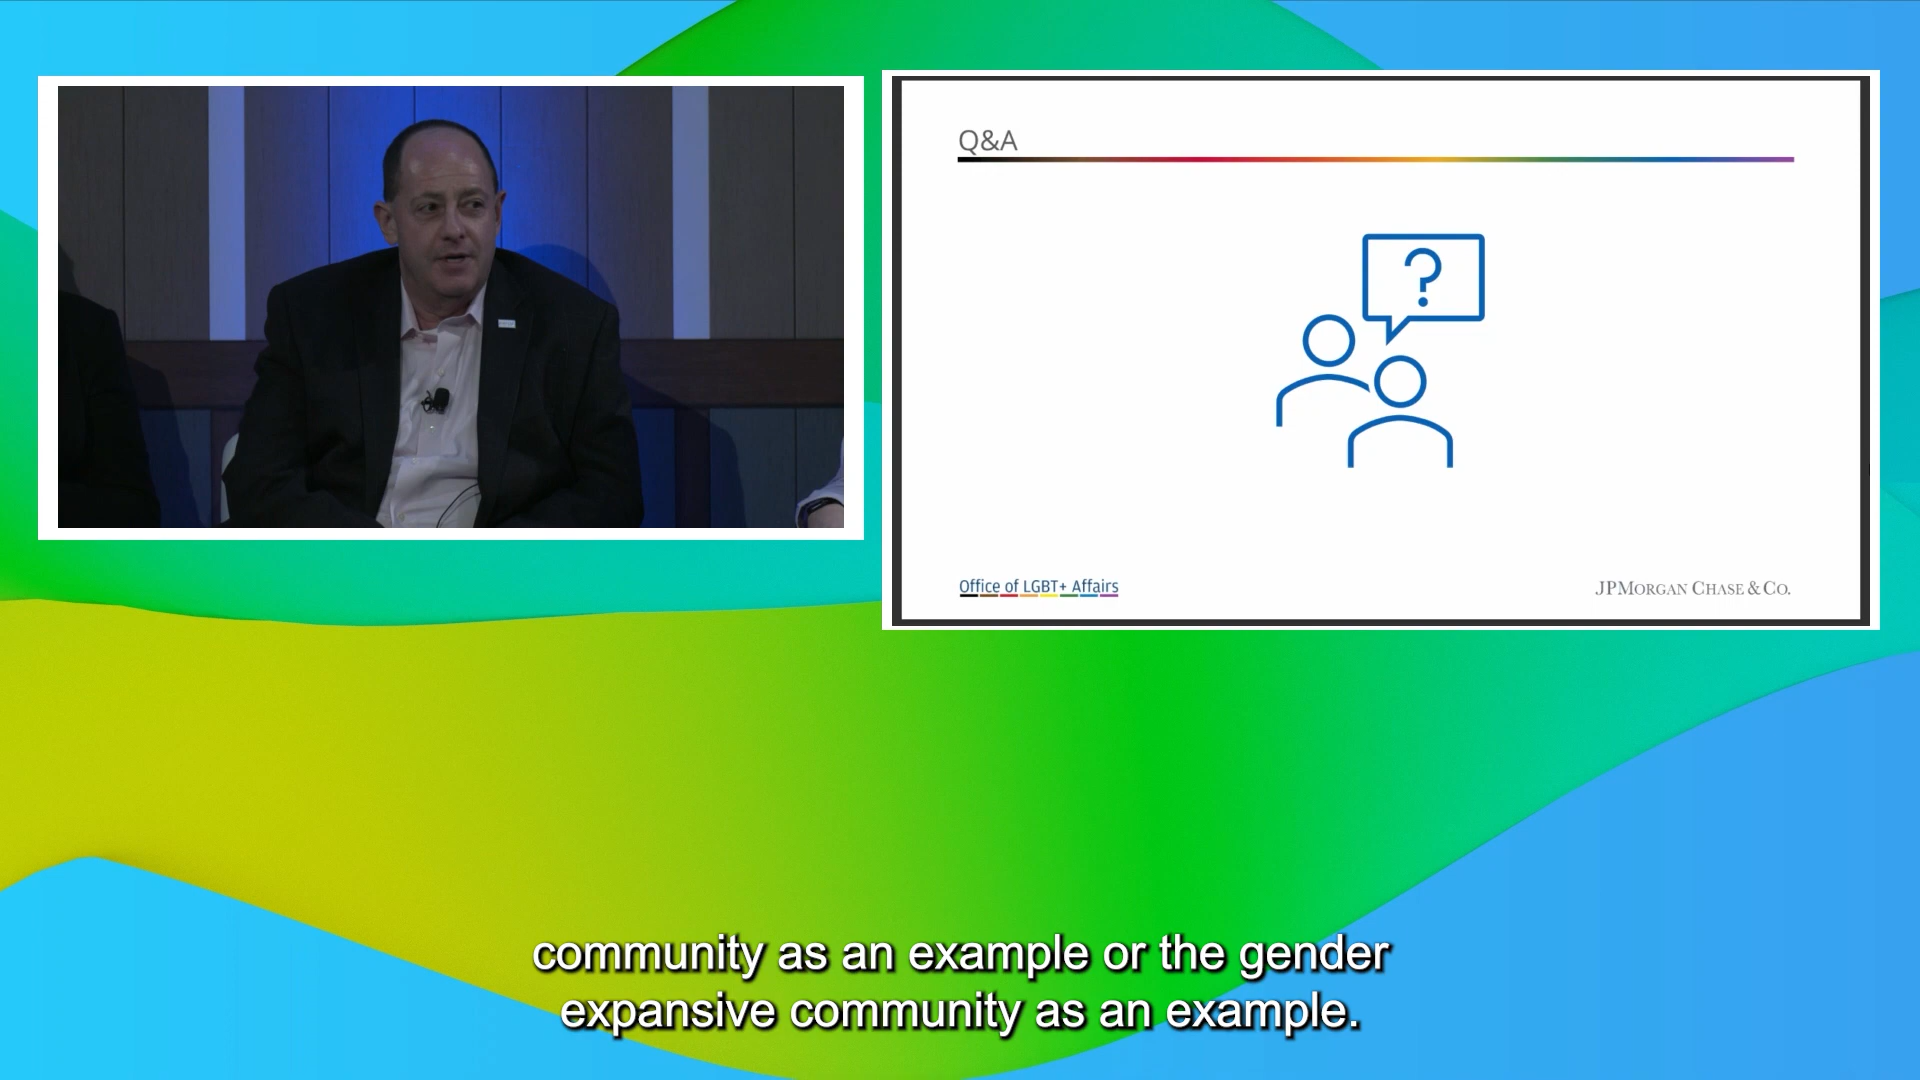 Q&A
?
Office of LGBT+ Affairs
JPMORGAN CHASE & CO.
community as an example or the gender
expansive community as an example.